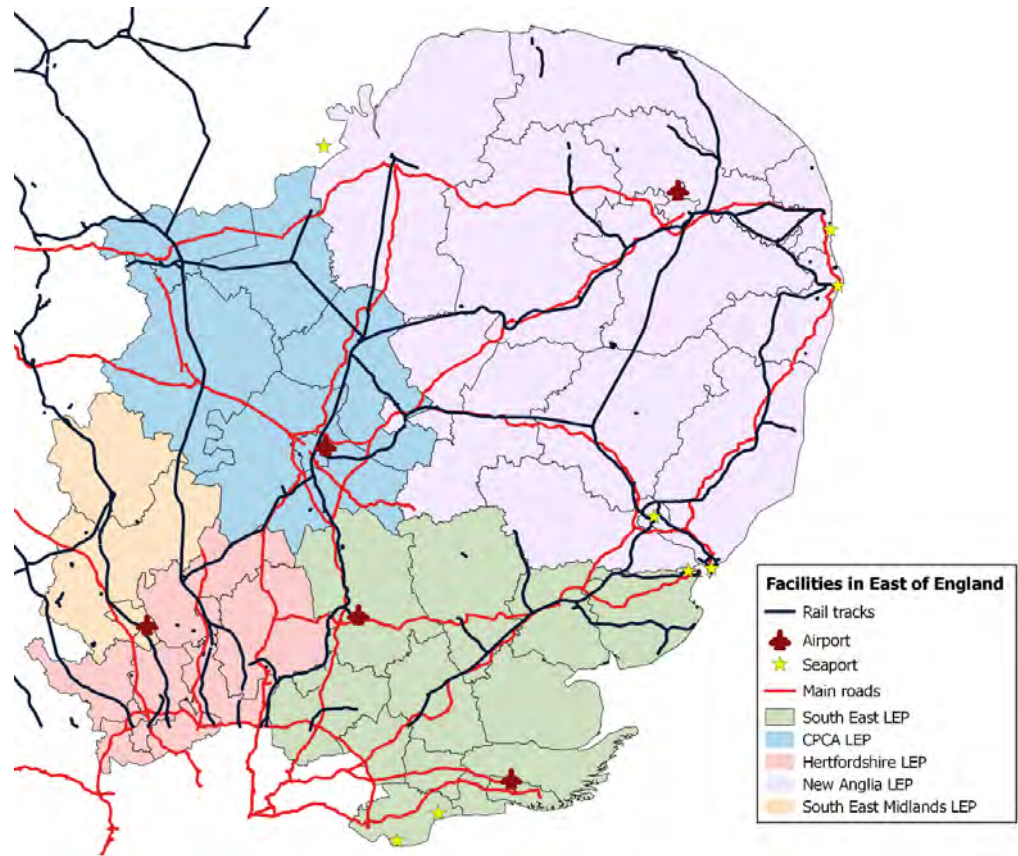 Facilities in East of England
Rail tracks
Airport
Seaport
Main roads
South East LEP
CPCA LEP
Hertfordshire LEP
New Anglia LEP
South East Midlands LEP